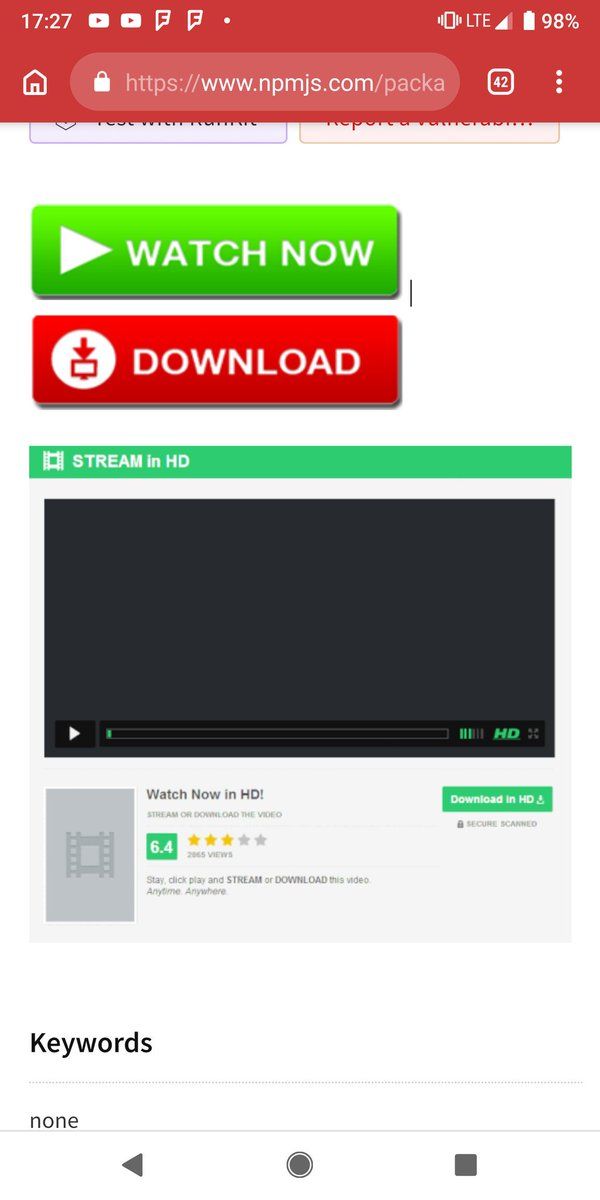 17:27 LTE 98%
https://www.npmjs.com/packa 42
Test with RunKit Report a vulnerabi...
WATCH NOW
DOWNLOAD
STREAM in HD
HD
Watch Now in HD!
STREAM OR DOWNLOAD THE VIDEO
6.4
2865 VIEWS
Download in HD
SECURE SCANNED
Stay, click play and STREAM or DOWNLOAD this video.
Anytime. Anywhere.
Keywords
none